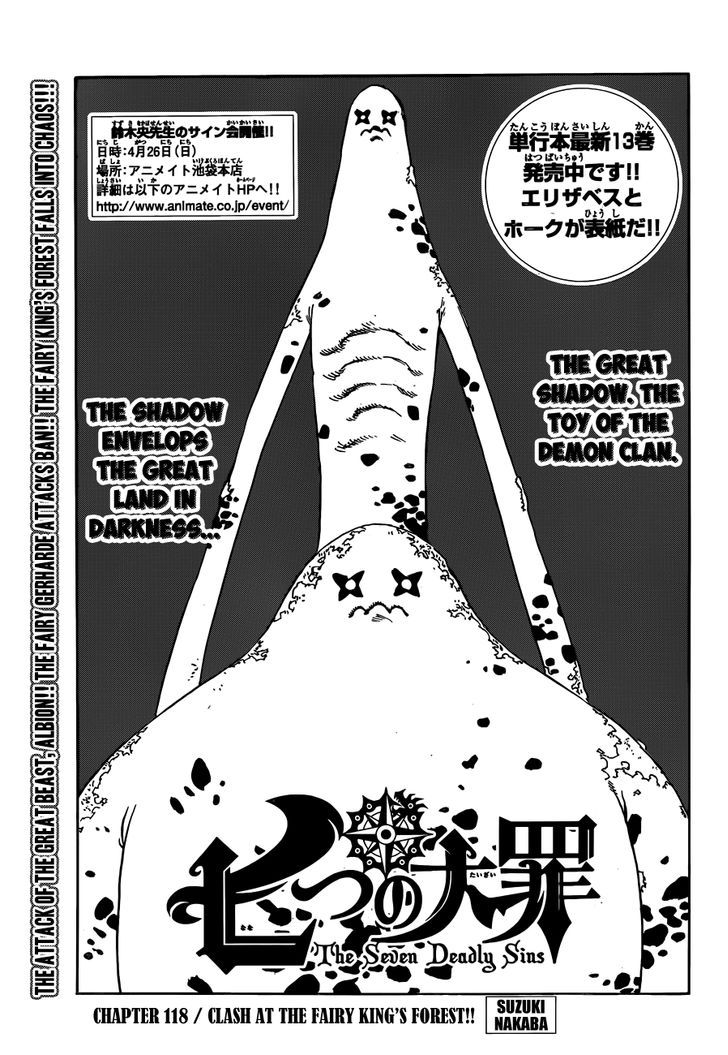 鈴木央先生のサイン会開催!!
日時:4月26日(日)
場所:アニメイト池袋本店
詳細は以下のアニメイトHPへ!!
http://www.animate.co.jp/event/
単行本最新13巻
発売中です!!
エリザベスと
ホークが表紙だ!!
THE GREAT
SHADOW. THE
TOY OF THE
DEMON CLAN.
THE SHADOW
ENVELOPS
THE GREAT
LAND IN
DARKNESS...
THE ATTACK OF THE GREAT BEAST, ALBION!! THE FAIRY GERHARDE ATTACKS BAN!! THE FAIRY KING'S FOREST FALLS INTO CHAOS!!!
七つの大罪
The Seven Deadly Sins
CHAPTER 118 / CLASH AT THE FAIRY KING'S FOREST!!
SUZUKI
NAKABA